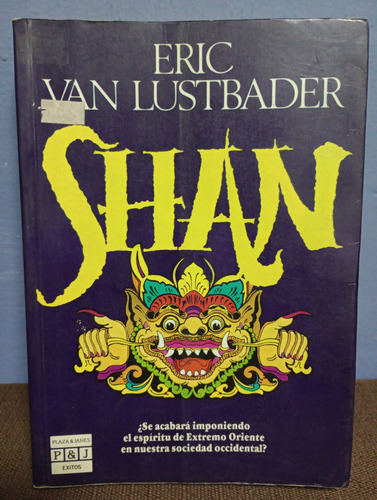 ERIC
VAN LUSTBADER
SHAN
¿Se acabará imponiendo
el espíritu de Extremo Oriente
en nuestra sociedad occidental?
PLAZA & JANES
P&J
EXITOS